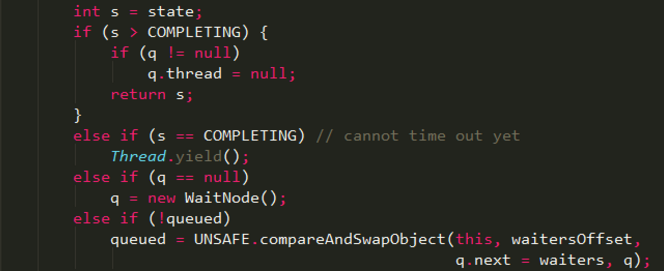 int s = state;
if (s > COMPLETING) {
if (q != null)
q.thread = null;
return s;
}
else if (s == COMPLETING) // cannot time out yet
Thread.yield();
else if (q == null)
q = new WaitNode();
else if (!queued)
queued = UNSAFE.compareAndSwapObject(this, waitersOffset,
q.next = waiters, q);